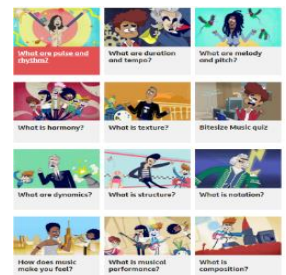 What are pulse and
rhythm?
What are duration
and tempo?
What are melody
and pitch?
What is harmony?
What is texture?
Bitesize Music quiz
What are dynamics?
What is structure?
What is notation?
How does music
make you feel?
What is musical
performance?
What is
composition?